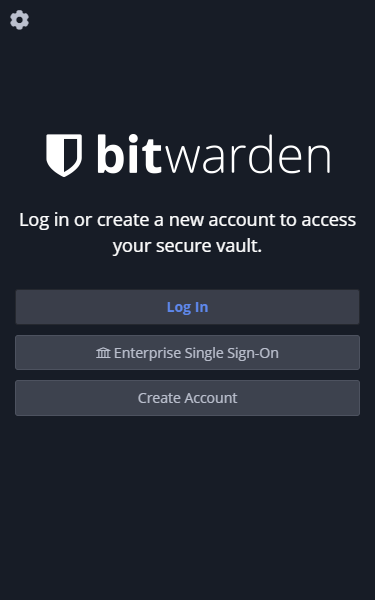 bitwarden
Log in or create a new account to access
your secure vault.
Log In
Enterprise Single Sign-On
Create Account